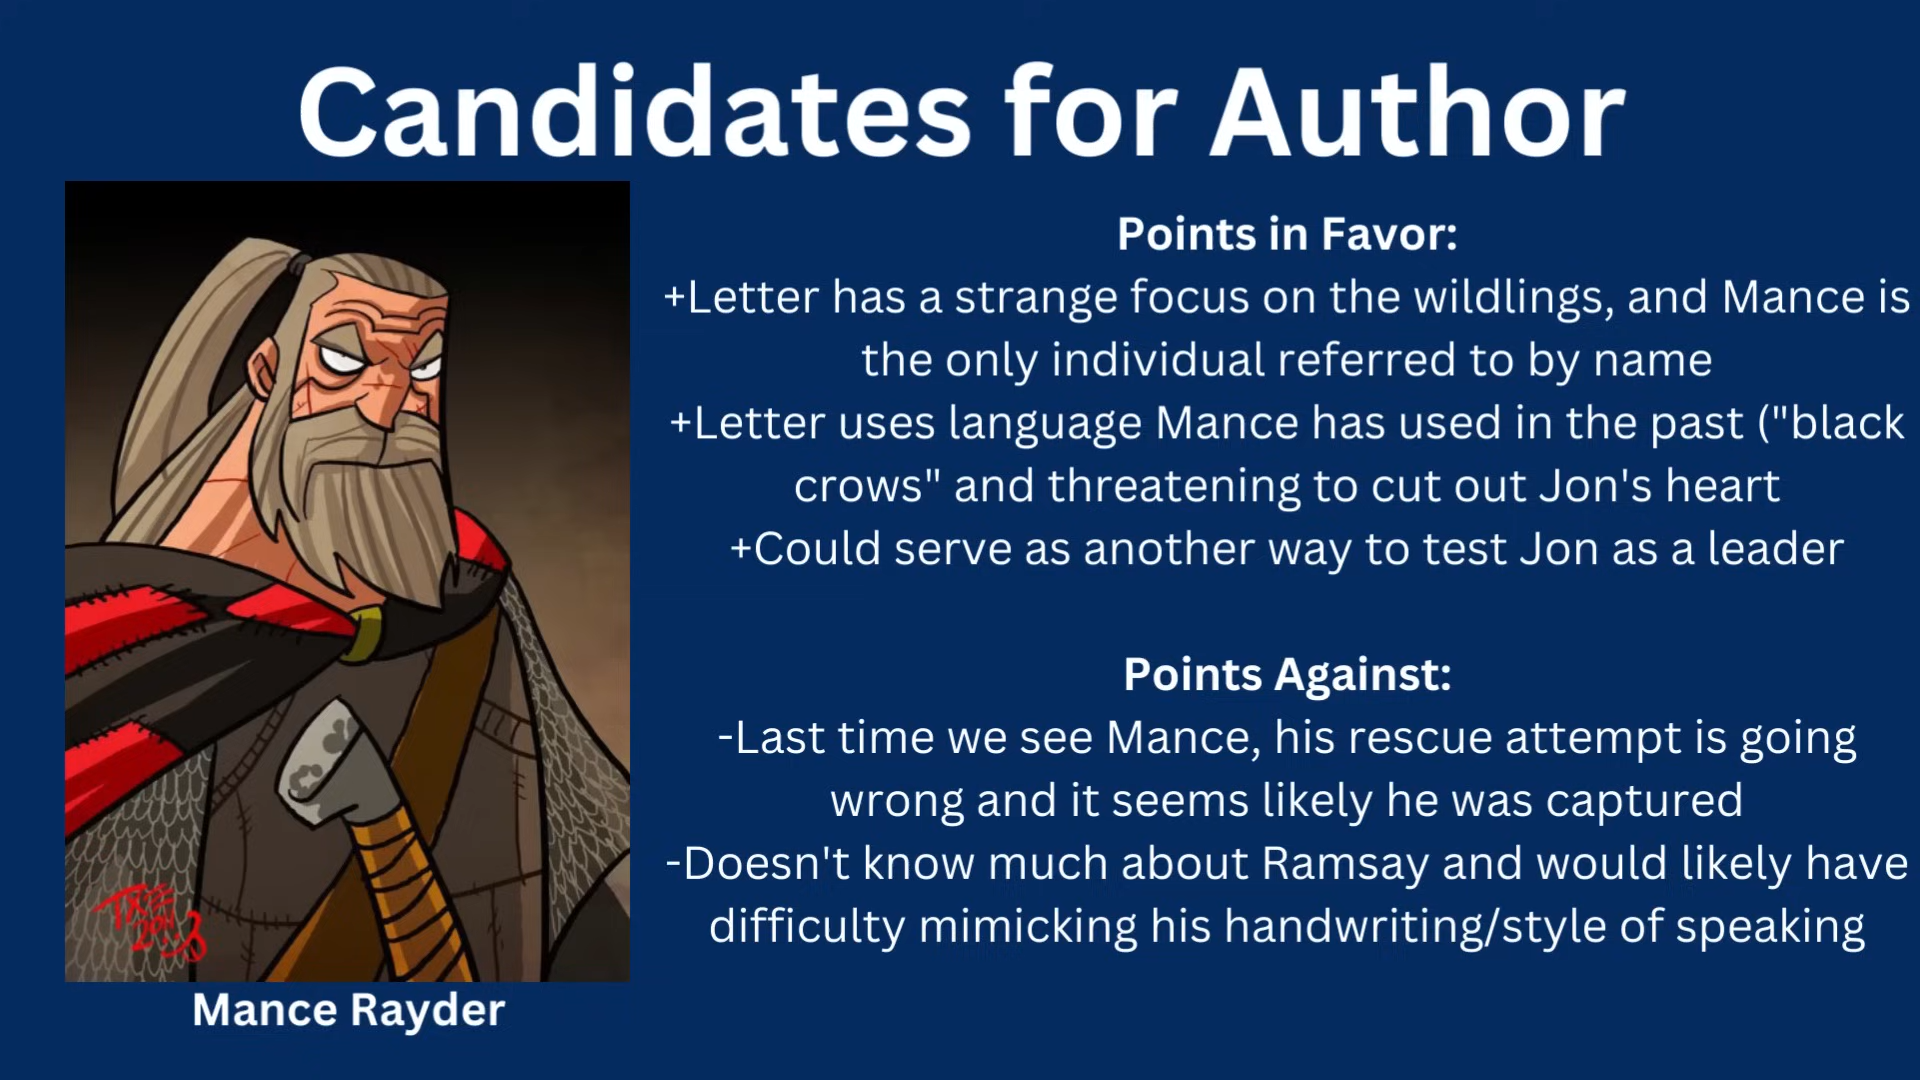 Candidates for Author
Points in Favor:
+Letter has a strange focus on the wildlings, and Mance is
the only individual referred to by name
+Letter uses language Mance has used in the past ("black
crows" and threatening to cut out Jon's heart
+Could serve as another way to test Jon as a leader
Points Against:
-Last time we see Mance, his rescue attempt is going
wrong and it seems likely he was captured
-Doesn't know much about Ramsay and would likely have
difficulty mimicking his handwriting/style of speaking
Mance Rayder